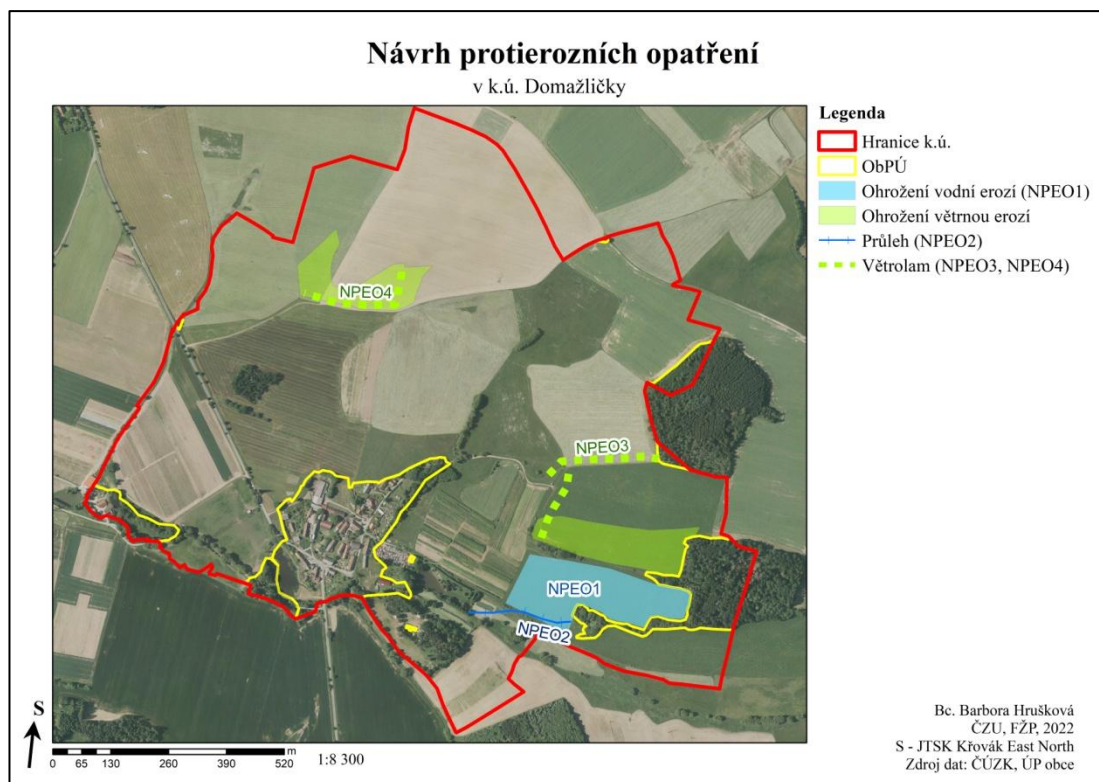 Návrh protierozních opatření
v k.ú. Domažličky
Legenda
Hranice k.ú.
ObPÚ
Ohrožení vodní erozí (NPEO1)
Ohrožení větrnou erozí
Průleh (NPEO2)
Větrolam (NPEO3, NPEO4)
NPEO4
NPEO3
NPEO1
NPEO2
S
0 65 130 260 390 520 m
1:8 300
Bc. Barbora Hrušková
ČZU, FŽP, 2022
S - JTSK Křovák East North
Zdroj dat: ČÚZK, ÚP obce